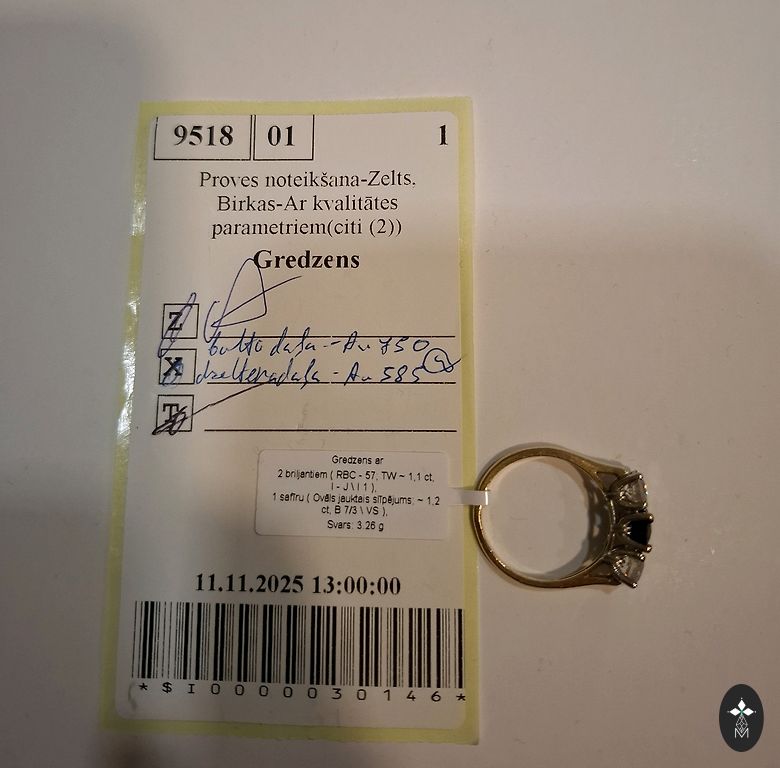 9518 01 1
Proves noteikšana-Zelts,
Birkas-Ar kvalitātes
parametriem(citi (2))
Gredzens
Z
balto daļa - Au 750
X
dzeltena daļa - Au 585
T
Gredzens ar
2 briljantiem ( RBC - 57, TW ~ 1,1 ct,
I - J \ I 1 ),
1 safīru ( Ovāls jauktais slīpējums, ~ 1,2
ct, B 7/3 \ VS ),
Svars: 3.26 g
11.11.2025 13:00:00
*$I0000030146*
M